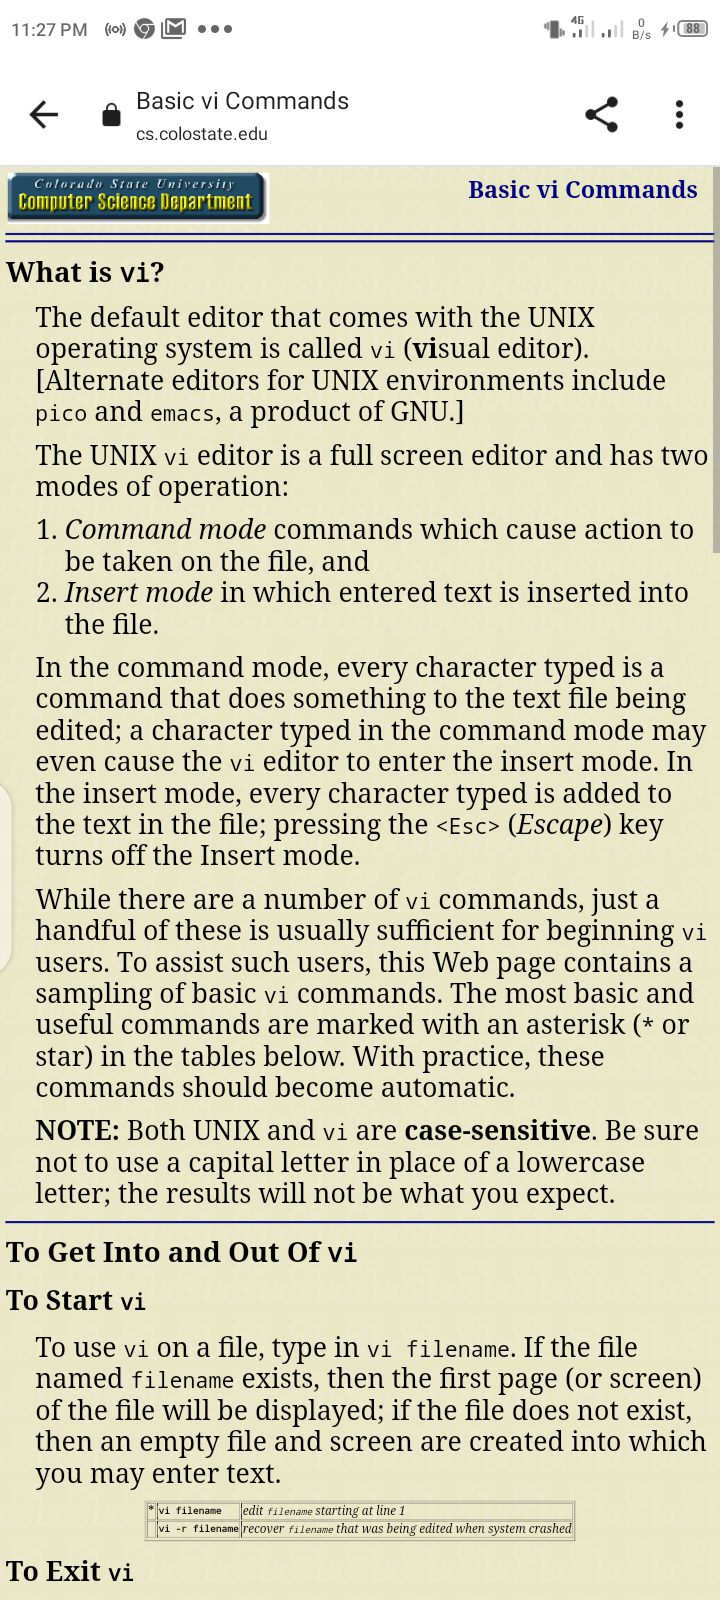 11:27 PM
4G
0
B/s
88
Basic vi Commands
cs.colostate.edu
Colorado State University
Computer Science Department
Basic vi Commands
What is vi?
The default editor that comes with the UNIX
operating system is called vi (visual editor).
[Alternate editors for UNIX environments include
pico and emacs, a product of GNU.]
The UNIX vi editor is a full screen editor and has two
modes of operation:
1. Command mode commands which cause action to
be taken on the file, and
2. Insert mode in which entered text is inserted into
the file.
In the command mode, every character typed is a
command that does something to the text file being
edited; a character typed in the command mode may
even cause the vi editor to enter the insert mode. In
the insert mode, every character typed is added to
the text in the file; pressing the <Esc> (Escape) key
turns off the Insert mode.
While there are a number of vi commands, just a
handful of these is usually sufficient for beginning vi
users. To assist such users, this Web page contains a
sampling of basic vi commands. The most basic and
useful commands are marked with an asterisk (* or
star) in the tables below. With practice, these
commands should become automatic.
NOTE: Both UNIX and vi are case-sensitive. Be sure
not to use a capital letter in place of a lowercase
letter; the results will not be what you expect.
To Get Into and Out Of vi
To Start vi
To use vi on a file, type in vi filename. If the file
named filename exists, then the first page (or screen)
of the file will be displayed; if the file does not exist,
then an empty file and screen are created into which
you may enter text.
* vi filename edit filename starting at line 1
vi -r filename recover filename that was being edited when system crashed
To Exit vi